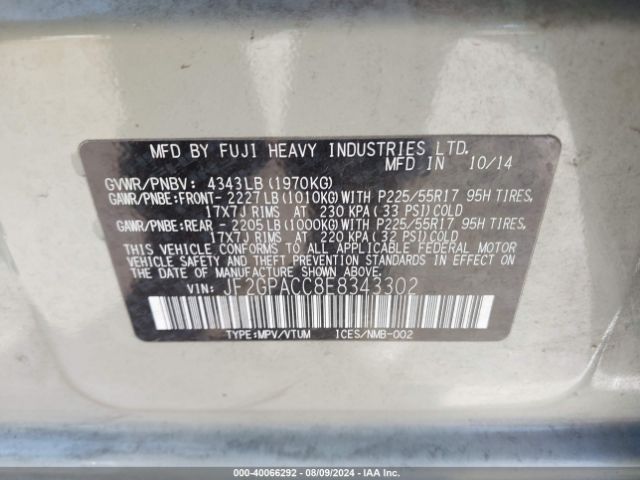 MFD BY FUJI HEAVY INDUSTRIES LTD.
MFD IN 10/14
GVWR/PNBV: 4343LB (1970KG)
GAWR/PNBE:FRONT- 2227LB(1010KG)WITH P225/55R17 95H TIRES,
17X7J RIMS AT 230 KPA(33 PSI)COLD
GAWR/PNBE:REAR - 2205LB(1000KG)WITH P225/55R17 95H TIRES,
17X7J RIMS AT 220 KPA(32 PSI)COLD
THIS VEHICLE CONFORMS TO ALL APPLICABLE FEDERAL MOTOR
VEHICLE SAFETY AND THEFT PREVENTION STANDARDS IN EFFECT ON
THE DATE OF MANUFACTURE SHOWN ABOVE.
VIN: JF2GPACC8E8343302
TYPE:MPV/VTUM ICES/NMB-002
000-40066292 - 08/09/2024 - IAA Inc.